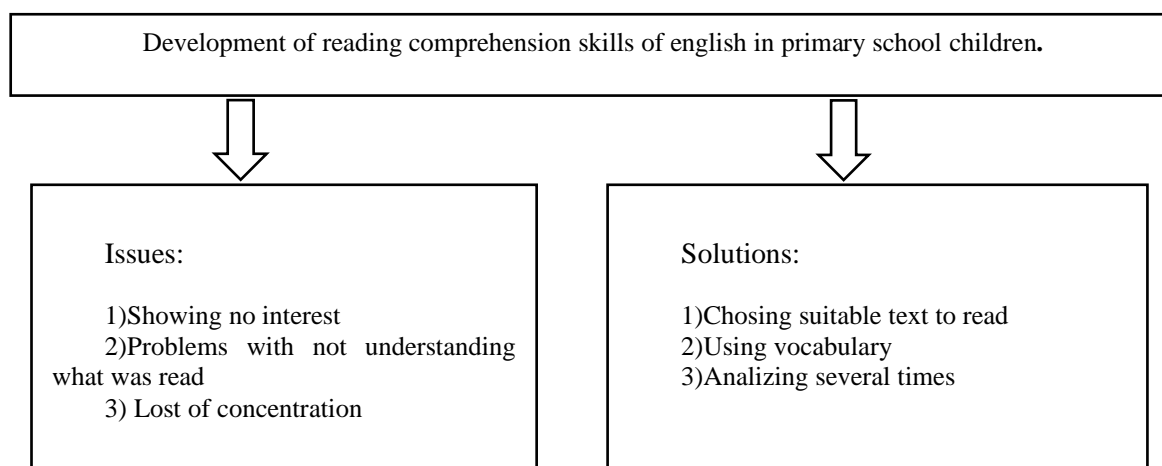 Development of reading comprehension skills of english in primary school children.
Issues:
1)Showing no interest
2)Problems with not understanding
what was read
3) Lost of concentration
Solutions:
1)Chosing suitable text to read
2)Using vocabulary
3)Analizing several times